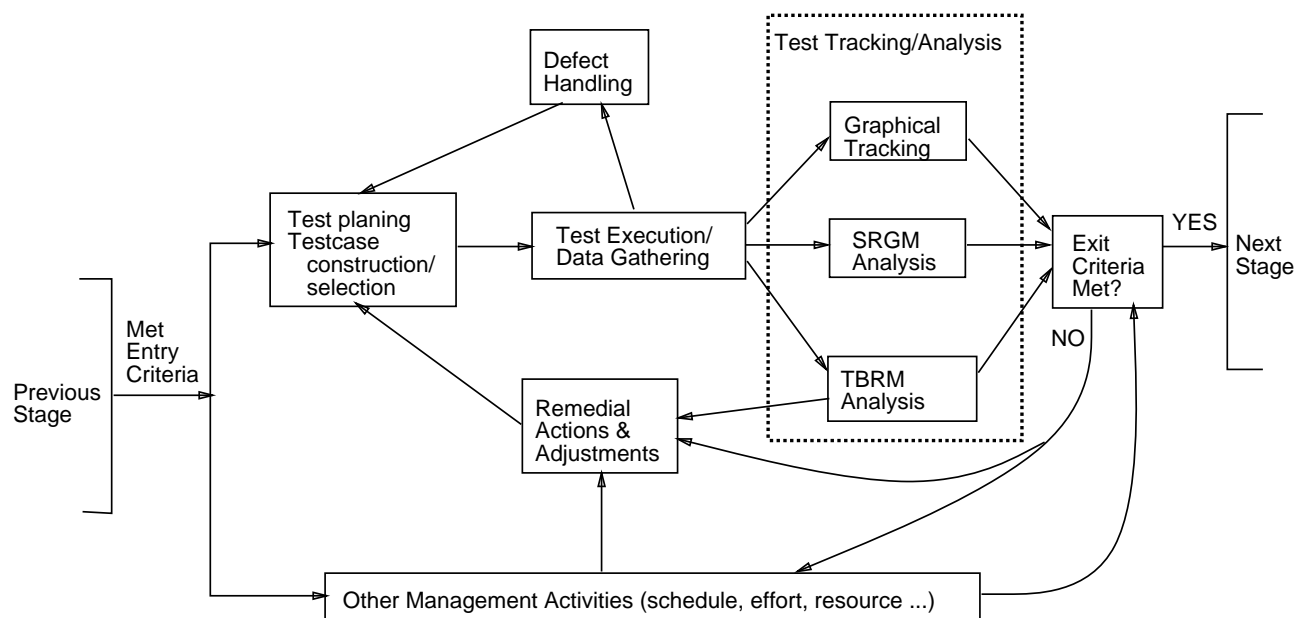 Test Tracking/Analysis
Defect
Handling
Graphical
Tracking
Test planing
Testcase
construction/
selection
Test Execution/
Data Gathering
SRGM
Analysis
Exit
Criteria
Met?
YES
Next
Stage
NO
Met
Entry
Criteria
Previous
Stage
TBRM
Analysis
Remedial
Actions &
Adjustments
Other Management Activities (schedule, effort, resource ...)